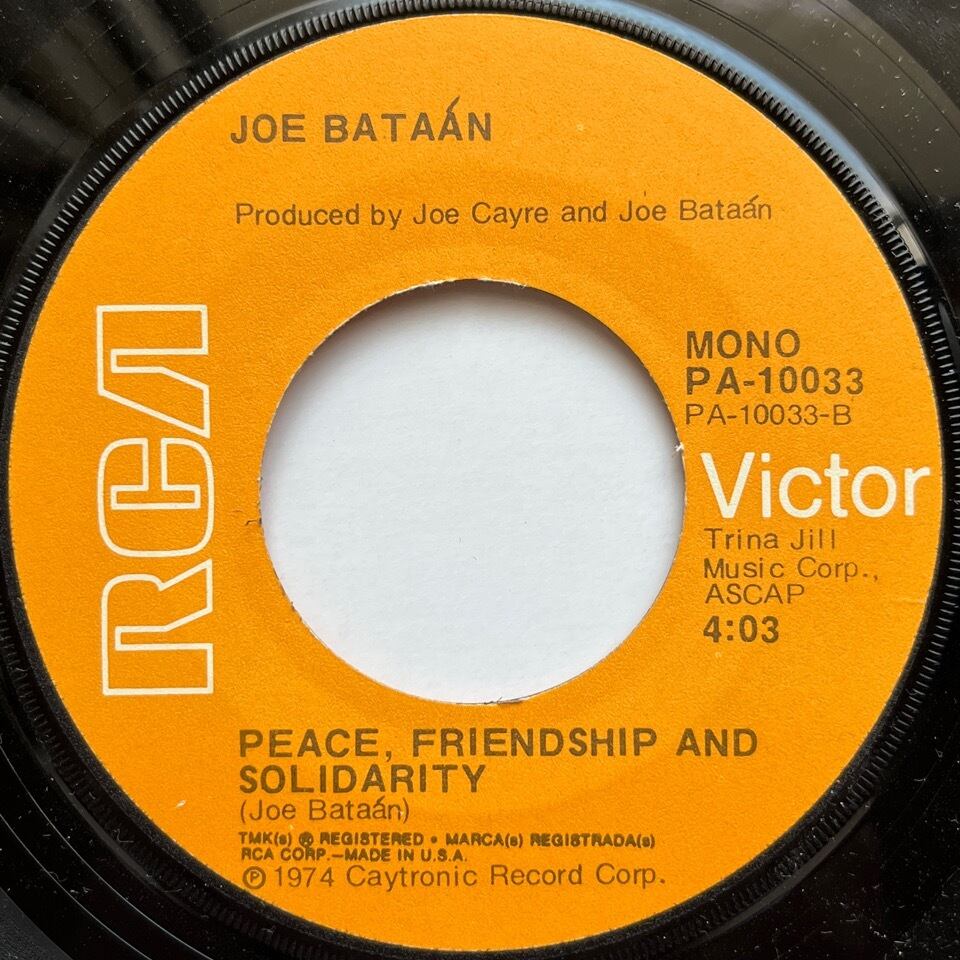 JOE BATAÁN
Produced by Joe Cayre and Joe Bataán
RCA
MONO
PA-10033
PA-10033-B
Victor
Trina Jill
Music Corp.,
ASCAP
4:03
PEACE, FRIENDSHIP AND
SOLIDARITY
(Joe Bataán)
TMK(s) ® REGISTERED • MARCA(s) REGISTRADA(s)
RCA CORP.—MADE IN U.S.A.
℗ 1974 Caytronic Record Corp.